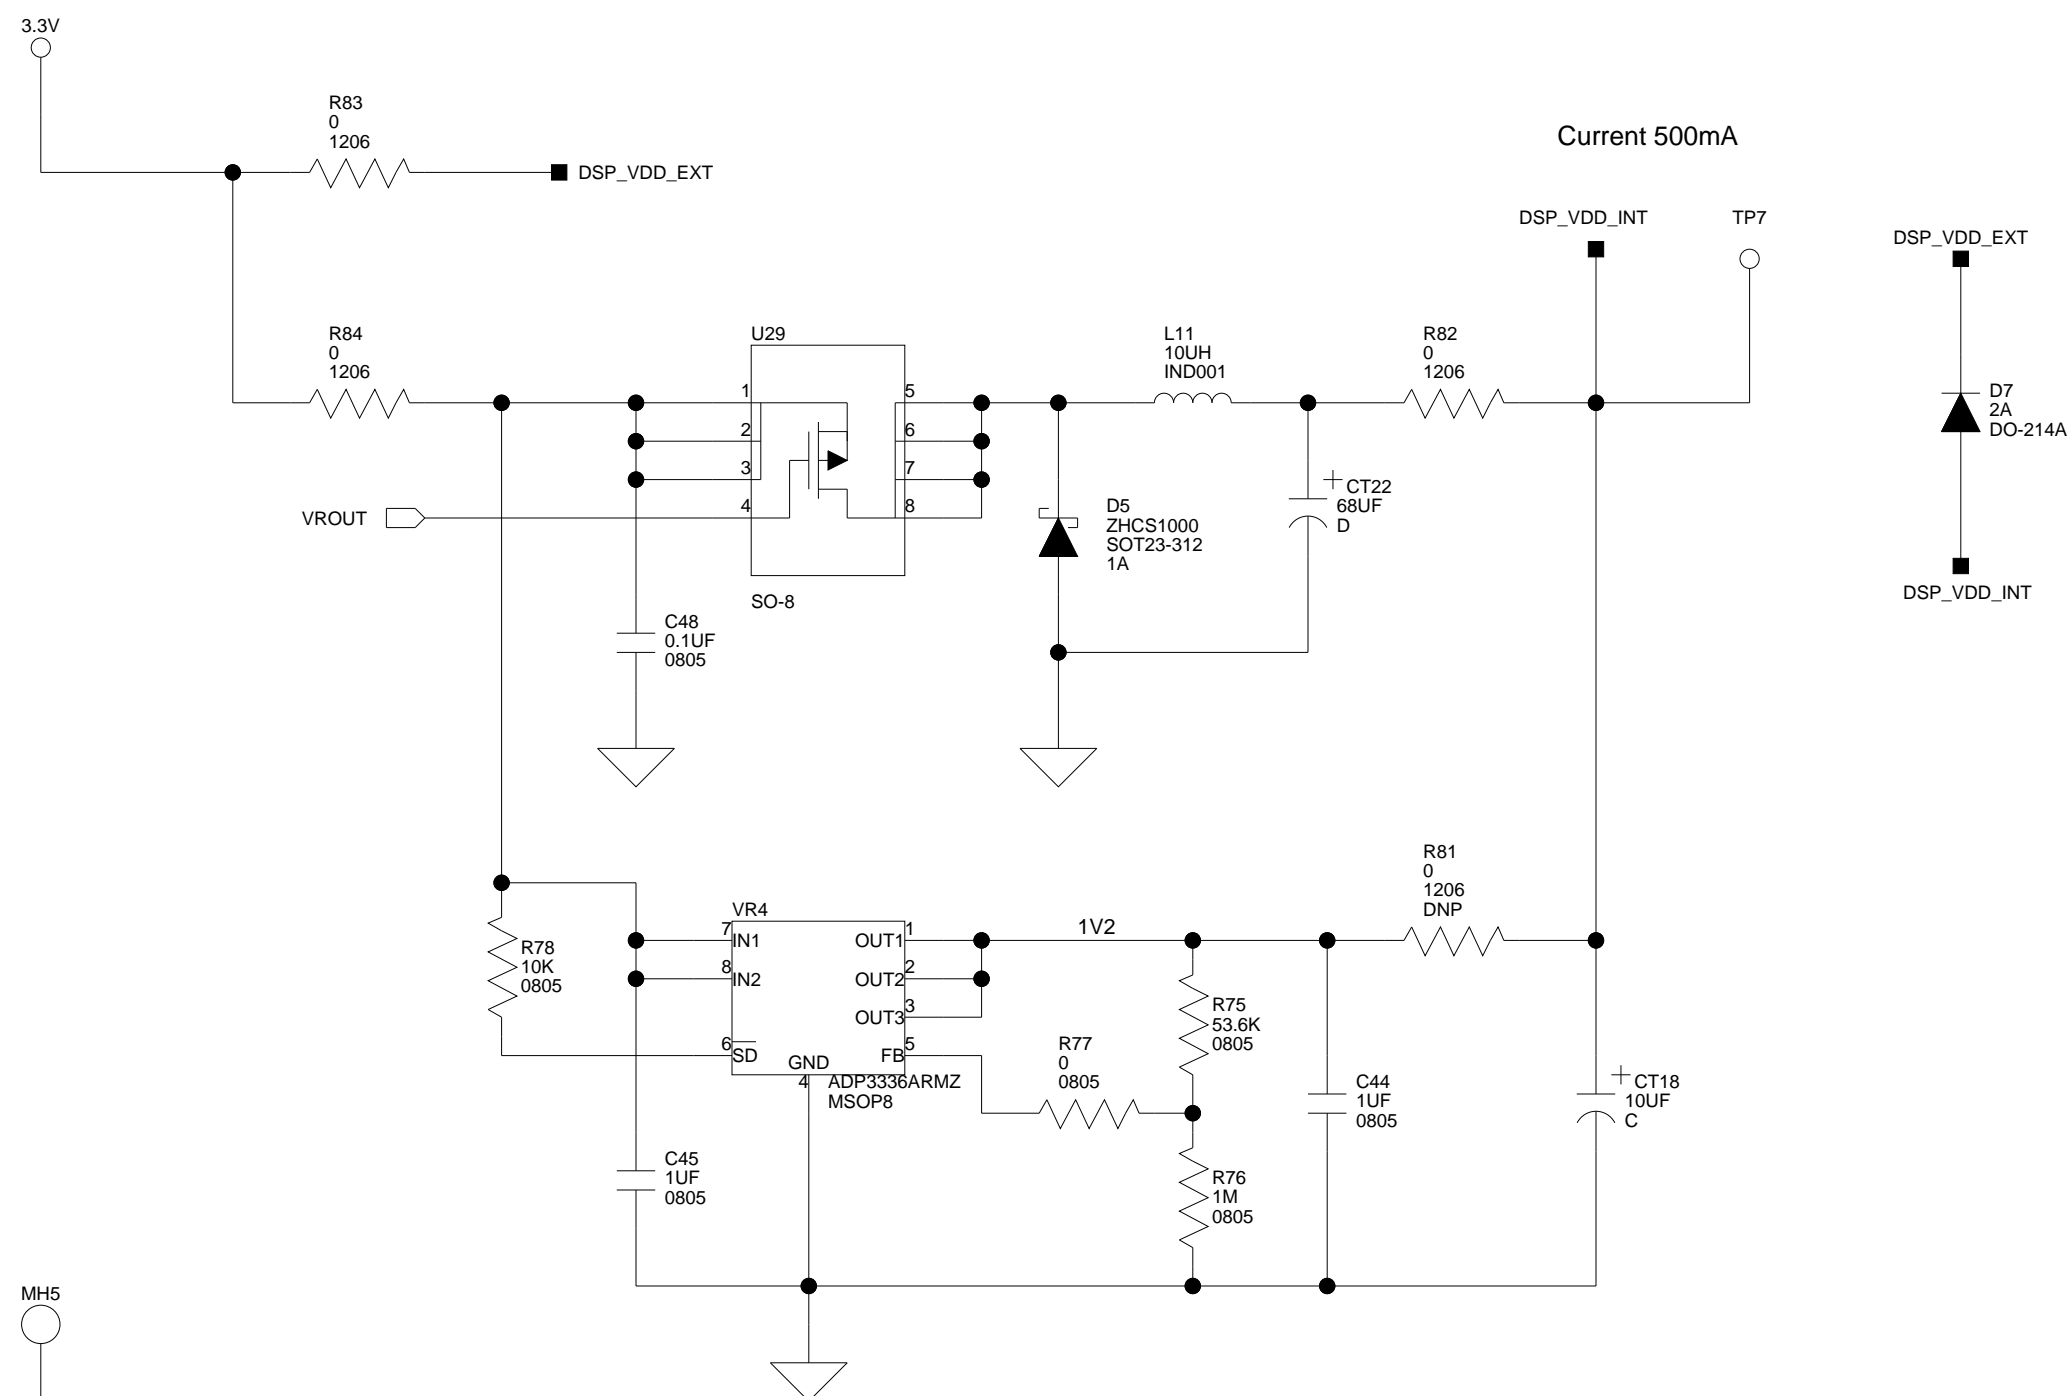 3.3V
R83
0
1206
DSP_VDD_EXT
Current 500mA
DSP_VDD_INT
TP7
DSP_VDD_EXT
D7
2A
DO-214A
DSP_VDD_INT
R84
0
1206
U29
1
2
3
4
5
6
7
8
SO-8
VROUT
L11
10UH
IND001
R82
0
1206
CT22
68UF
D
D5
ZHCS1000
SOT23-312
1A
C48
0.1UF
0805
R81
0
1206
DNP
VR4
7
IN1
8
IN2
6
SD
GND
4
OUT1
1
OUT2
2
OUT3
3
FB
5
ADP3336ARMZ
MSOP8
1V2
R78
10K
0805
R77
0
0805
R75
53.6K
0805
C44
1UF
0805
CT18
10UF
C
C45
1UF
0805
R76
1M
0805
MH5